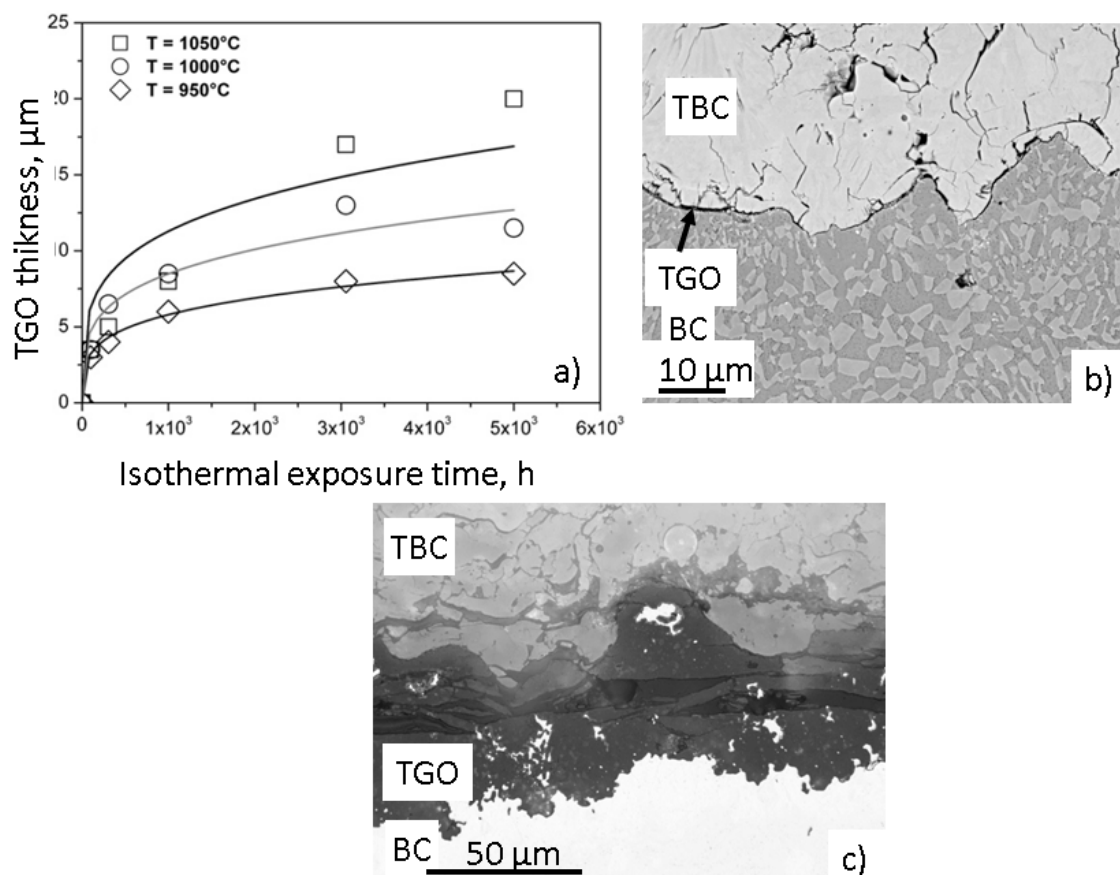 25
T = 1050°C
T = 1000°C
T = 950°C
20
15
10
5
0
TGO thikness, µm
a)
0 1x10³ 2x10³ 3x10³ 4x10³ 5x10³ 6x10³
Isothermal exposure time, h
TBC
TGO
BC
10 µm
b)
TBC
TGO
BC
50 µm
c)